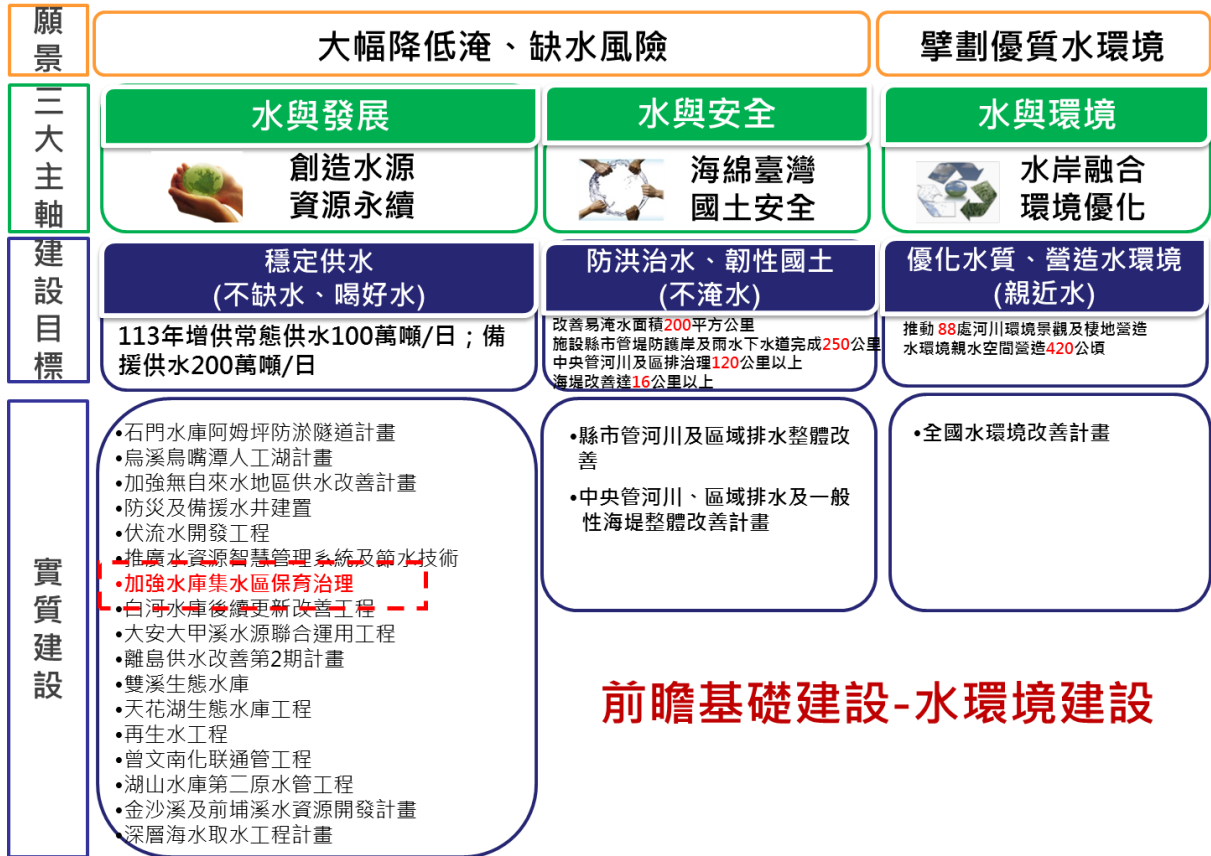 願景
大幅降低淹、缺水風險
擘劃優質水環境
三大主軸
水與發展
創造水源
資源永續
水與安全
海綿臺灣
國土安全
水與環境
水岸融合
環境優化
建設目標
穩定供水
(不缺水、喝好水)
113年增供常態供水100萬噸/日；備
援供水200萬噸/日
防洪治水、韌性國土
(不淹水)
改善易淹水面積200平方公里
施設縣市管堤防護岸及雨水下水道完成250公里
中央管河川及區排治理120公里以上
海堤改善達16公里以上
優化水質、營造水環境
(親近水)
推動 88處河川環境景觀及棲地營造
水環境親水空間營造420公頃
實質建設
•石門水庫阿姆坪防淤隧道計畫
•烏溪鳥嘴潭人工湖計畫
•加強無自來水地區供水改善計畫
•防災及備援水井建置
•伏流水開發工程
•推廣水資源智慧管理系統及節水技術
•加強水庫集水區保育治理
•白河水庫後續更新改善工程
•大安大甲溪水源聯合運用工程
•離島供水改善第2期計畫
•雙溪生態水庫
•天花湖生態水庫工程
•再生水工程
•曾文南化联通管工程
•湖山水庫第二原水管工程
•金沙溪及前埔溪水資源開發計畫
•深層海水取水工程計畫
•縣市管河川及區域排水整體改
善
•中央管河川、區域排水及一般
性海堤整體改善計畫
•全國水環境改善計畫
前瞻基礎建設-水環境建設